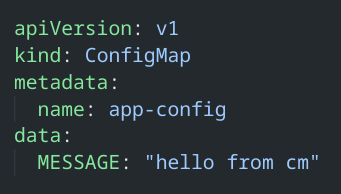 apiVersion: v1
kind: ConfigMap
metadata:
  name: app-config
data:
  MESSAGE: "hello from cm"